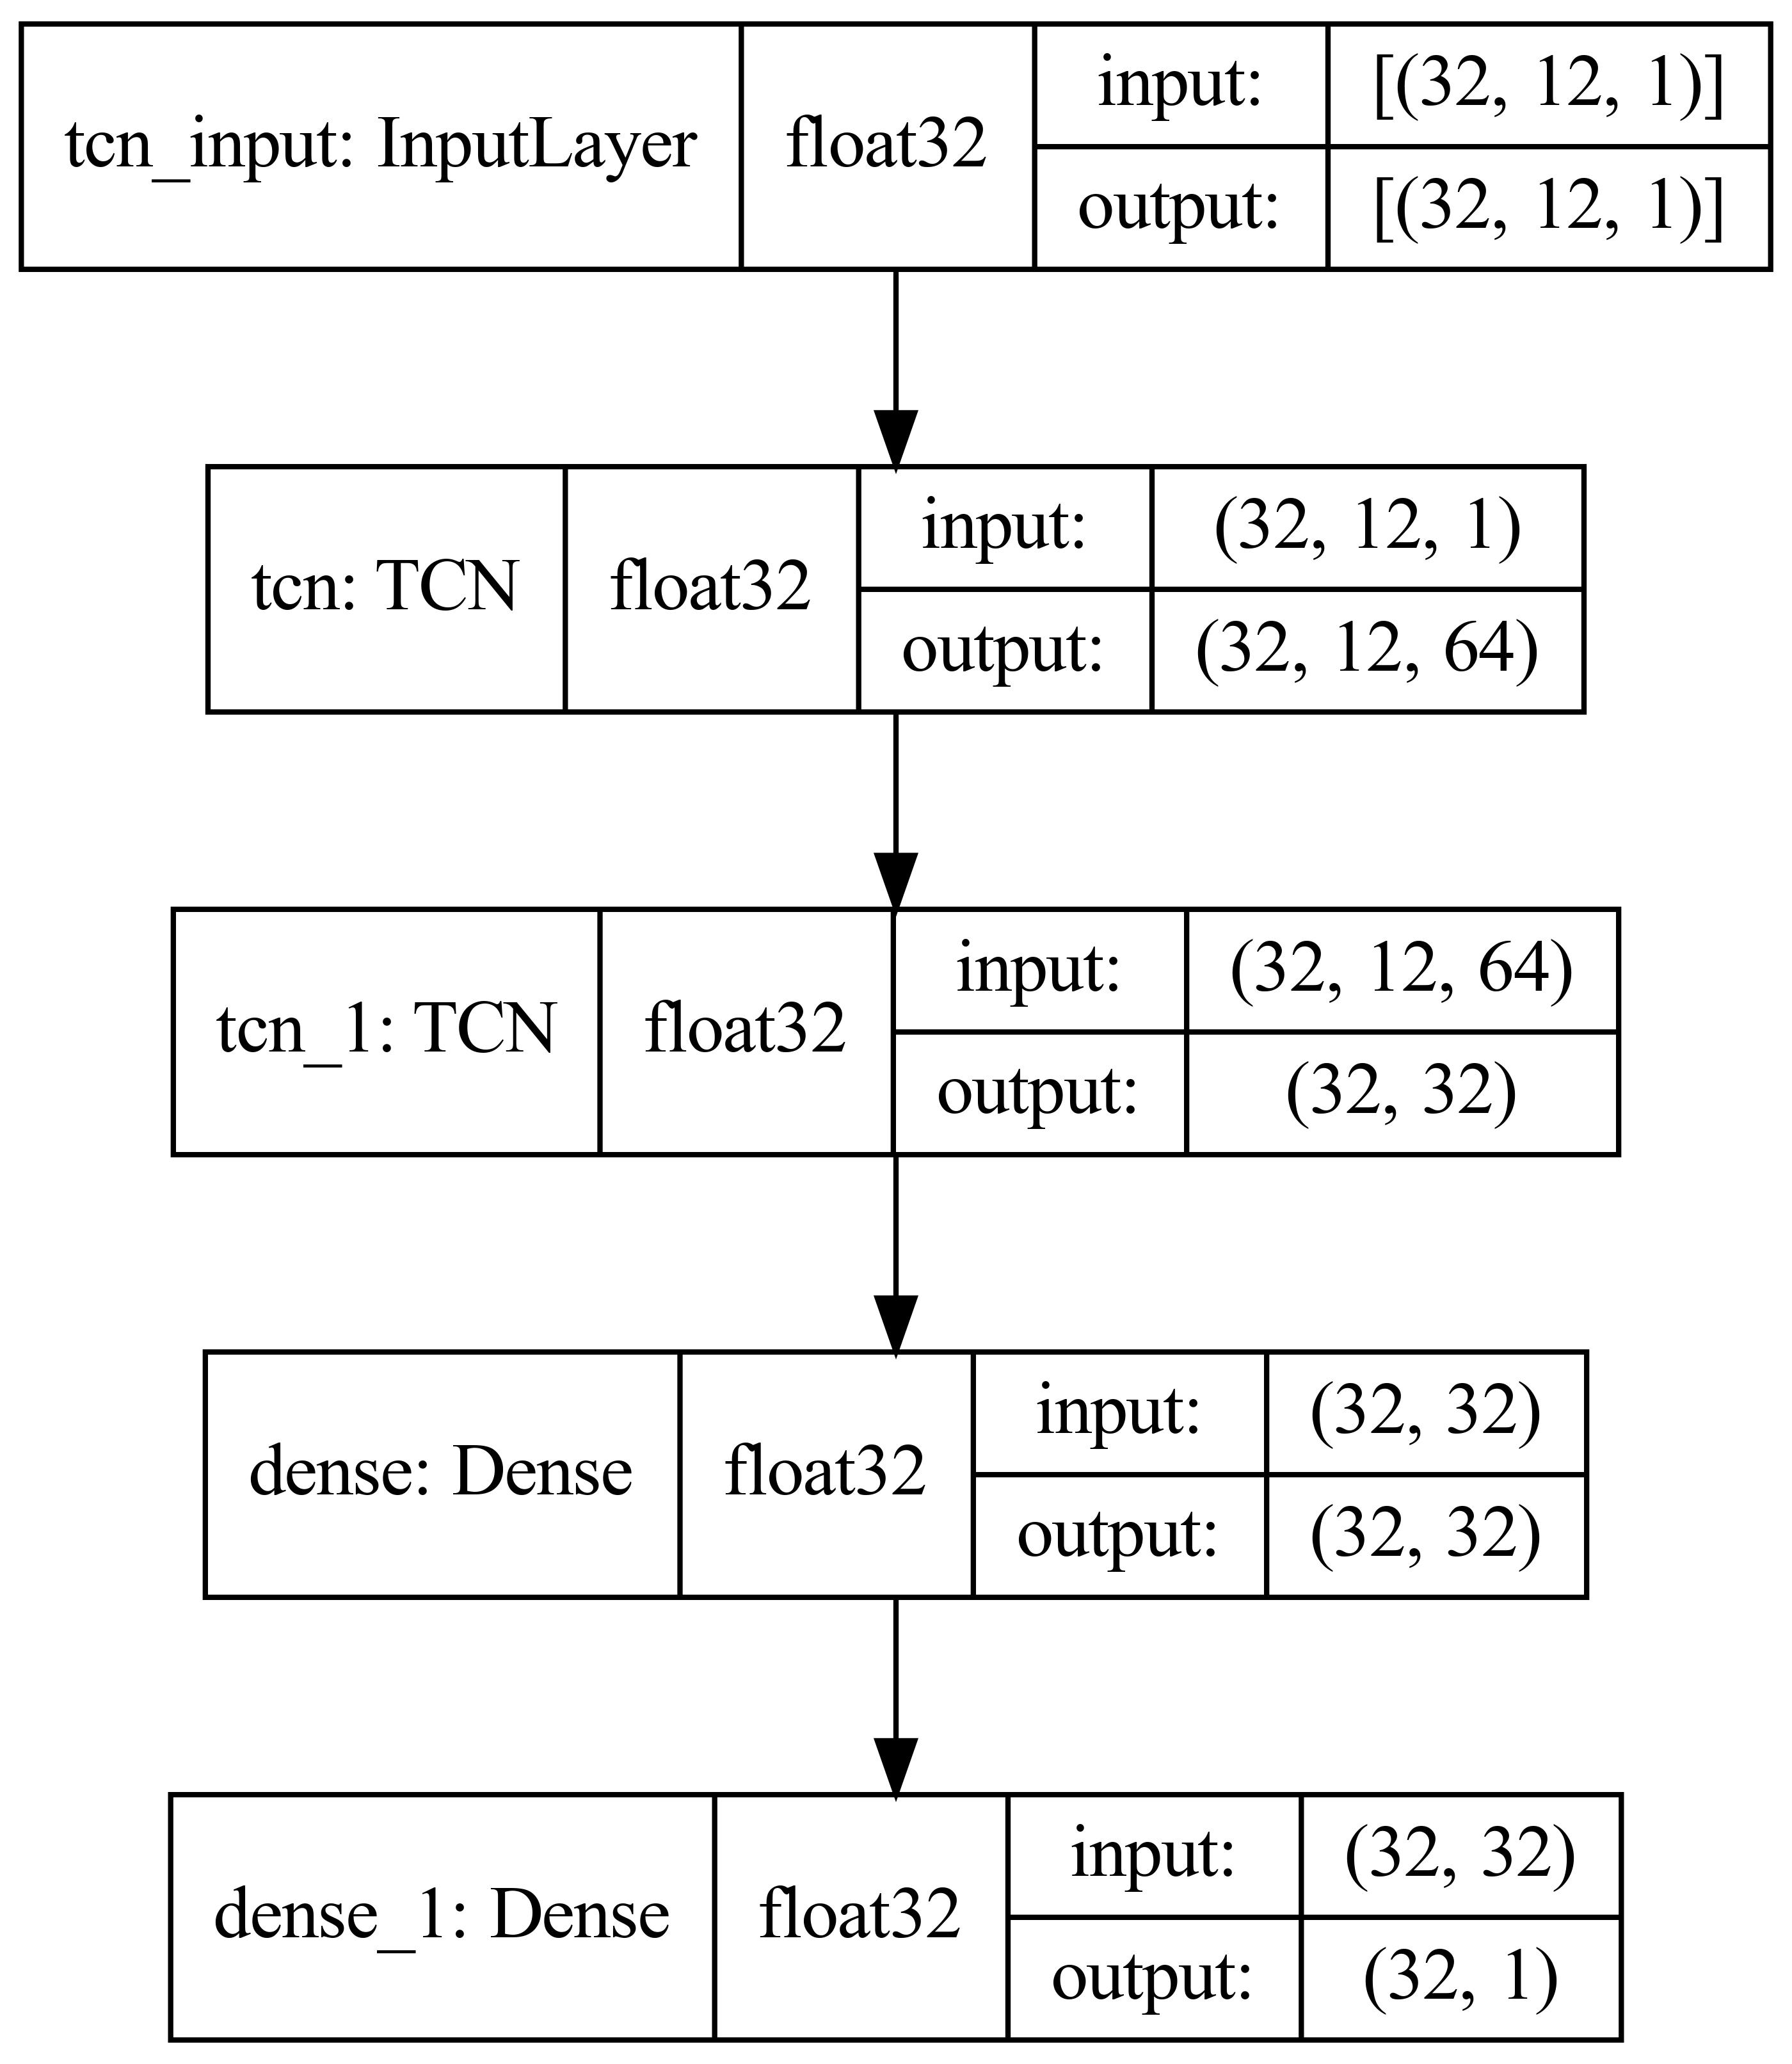 tcn_input: InputLayer
float32
input:
[(32, 12, 1)]
output:
[(32, 12, 1)]
tcn: TCN
float32
input:
(32, 12, 1)
output:
(32, 12, 64)
tcn_1: TCN
float32
input:
(32, 12, 64)
output:
(32, 32)
dense: Dense
float32
input:
(32, 32)
output:
(32, 32)
dense_1: Dense
float32
input:
(32, 32)
output:
(32, 1)